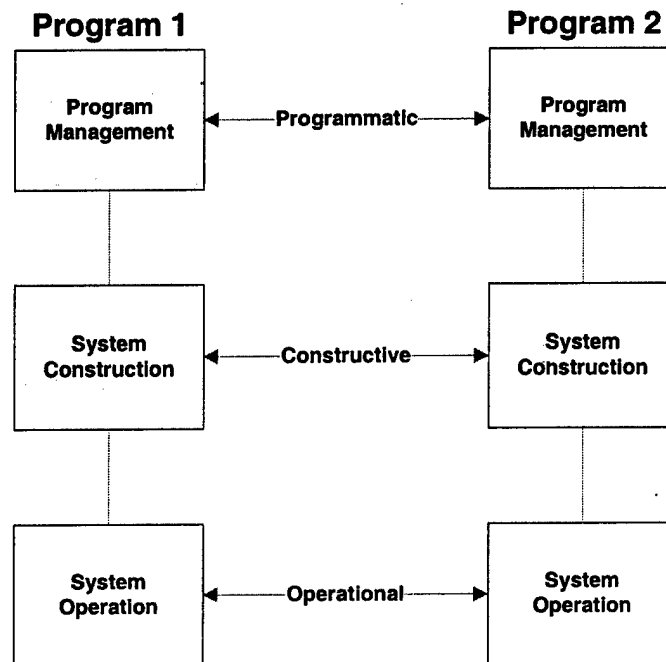 Program 1
Program 2
Program
Management
Programmatic
Program
Management
System
Construction
Constructive
System
Construction
System
Operation
Operational
System
Operation